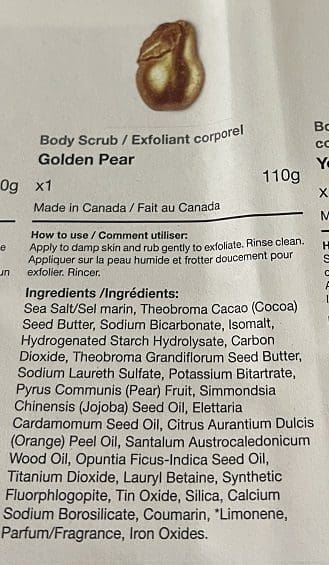 Body Scrub / Exfoliant corporel
Golden Pear
0g x1 110g
Made in Canada / Fait au Canada
How to use / Comment utiliser:
Apply to damp skin and rub gently to exfoliate. Rinse clean.
Appliquer sur la peau humide et frotter doucement pour
exfolier. Rincer.
Ingredients /Ingrédients:
Sea Salt/Sel marin, Theobroma Cacao (Cocoa)
Seed Butter, Sodium Bicarbonate, Isomalt,
Hydrogenated Starch Hydrolysate, Carbon
Dioxide, Theobroma Grandiflorum Seed Butter,
Sodium Laureth Sulfate, Potassium Bitartrate,
Pyrus Communis (Pear) Fruit, Simmondsia
Chinensis (Jojoba) Seed Oil, Elettaria
Cardamomum Seed Oil, Citrus Aurantium Dulcis
(Orange) Peel Oil, Santalum Austrocaledonicum
Wood Oil, Opuntia Ficus-Indica Seed Oil,
Titanium Dioxide, Lauryl Betaine, Synthetic
Fluorphlogopite, Tin Oxide, Silica, Calcium
Sodium Borosilicate, Coumarin, *Limonene,
Parfum/Fragrance, Iron Oxides.